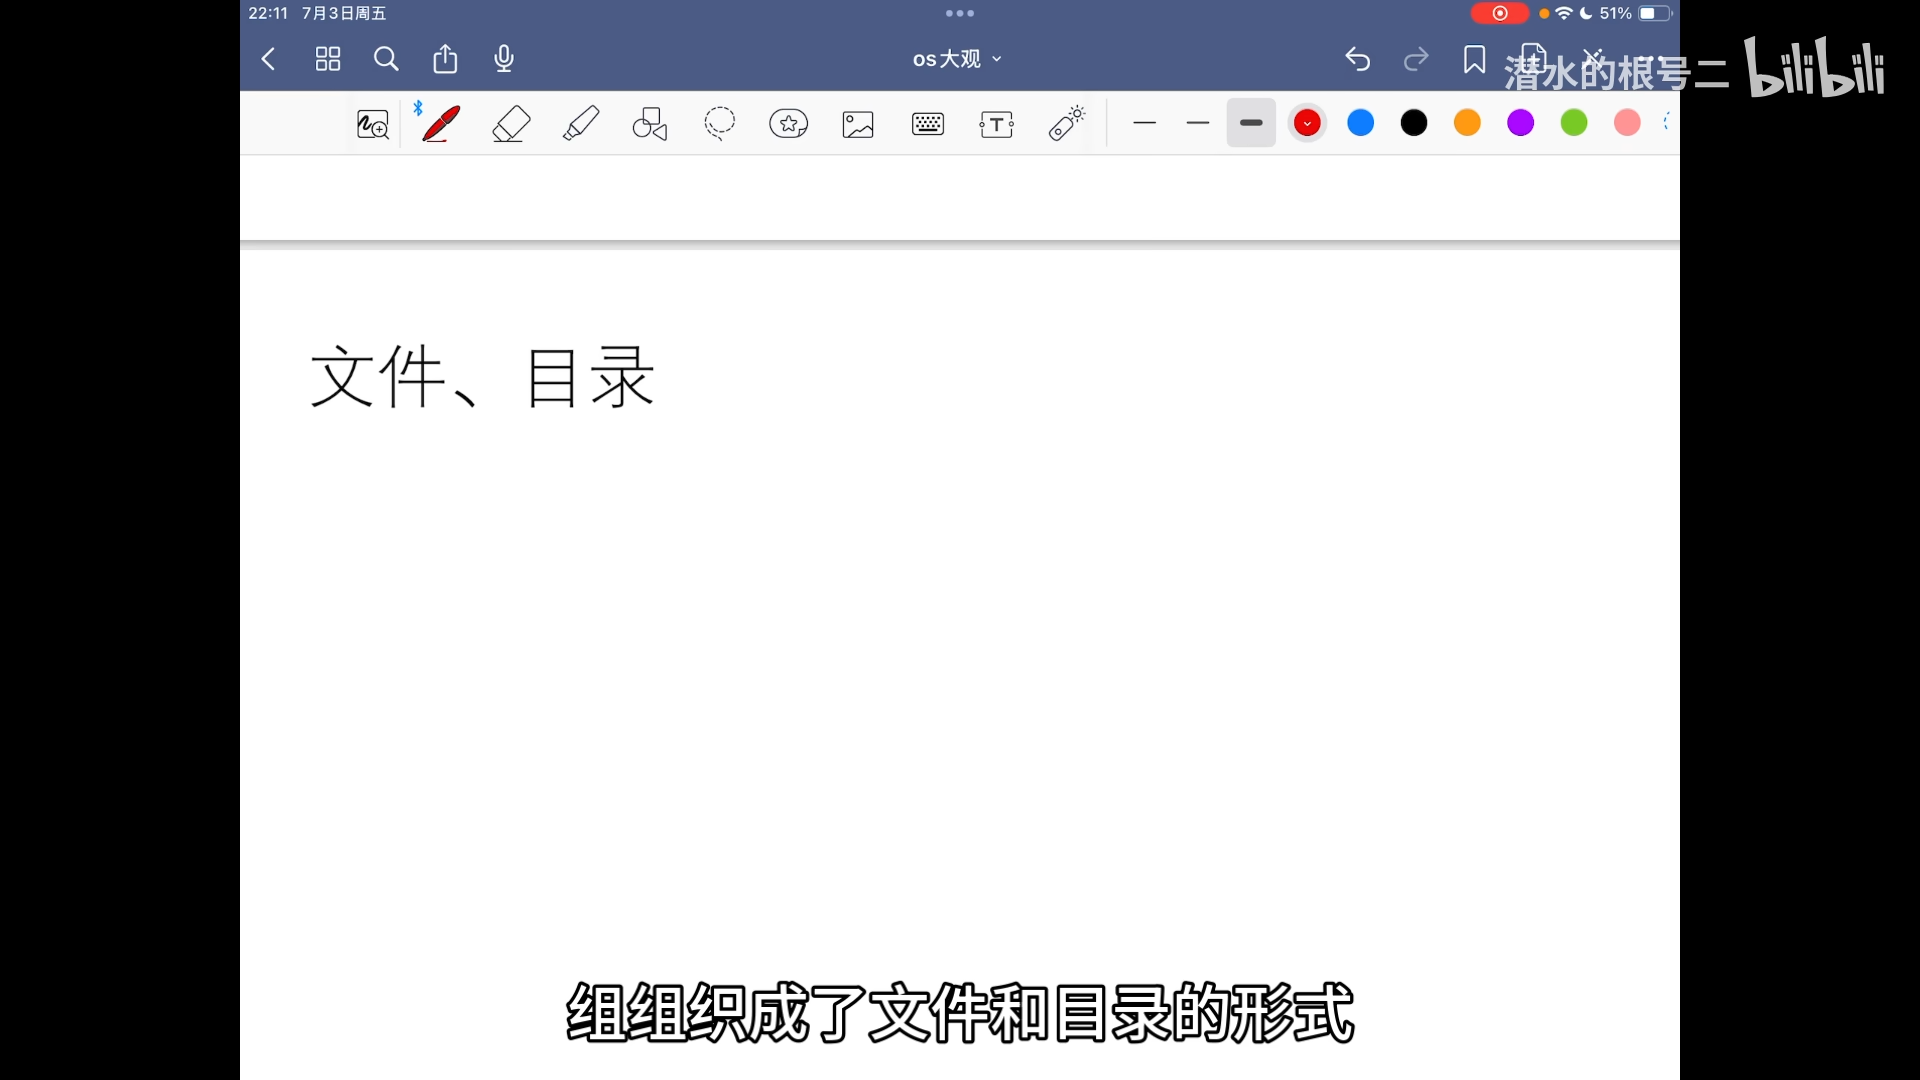 22:11 7月3日周五
51%
os大观
潜水的根号二 bilibili
文件、目录
组组织成了文件和目录的形式